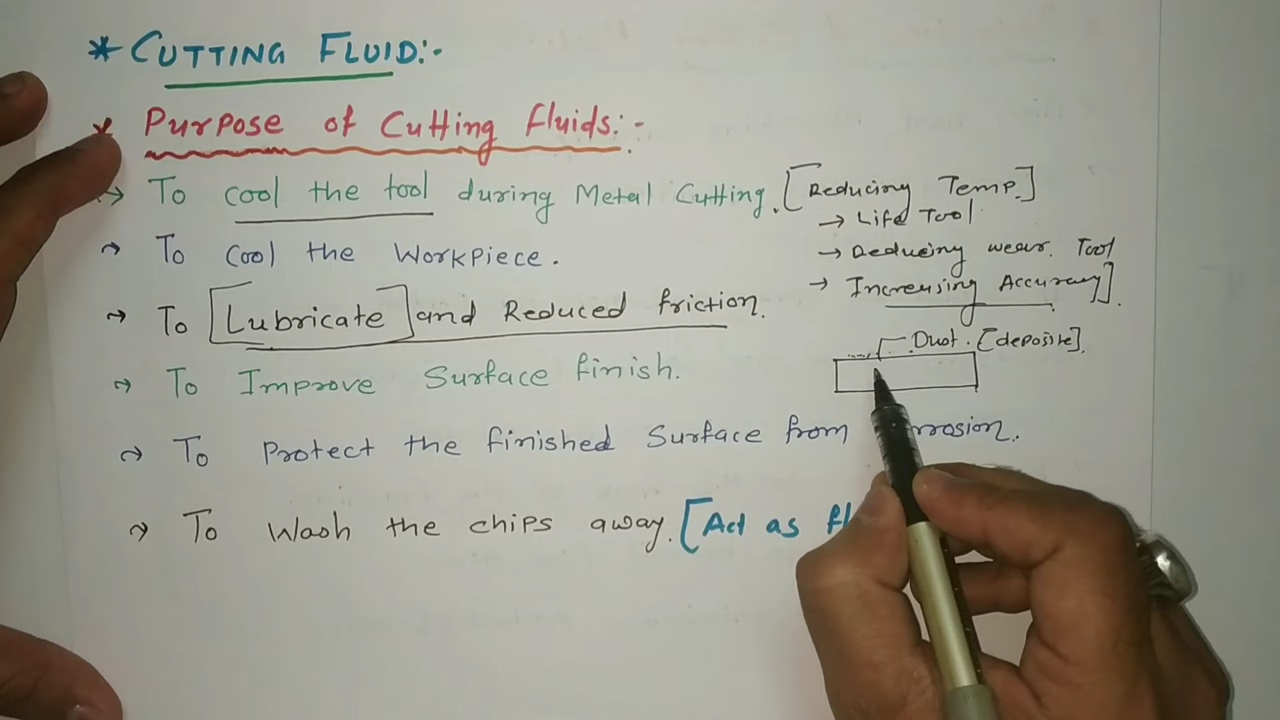 * CUTTING FLUID:-
* Purpose of Cutting Fluids:-
→ To cool the tool during Metal Cutting. [Reducing Temp.]
→ Life Tool
→ To cool the Workpiece.
→ Reducing wear. Tool
→ Increasing Accuracy].
→ To [Lubricate] and Reduced friction.
Dust. [deposite].
→ To Improve Surface finish.
→ To Protect the finished Surface from rrosion.
→ To Wash the chips away. [Act as fl